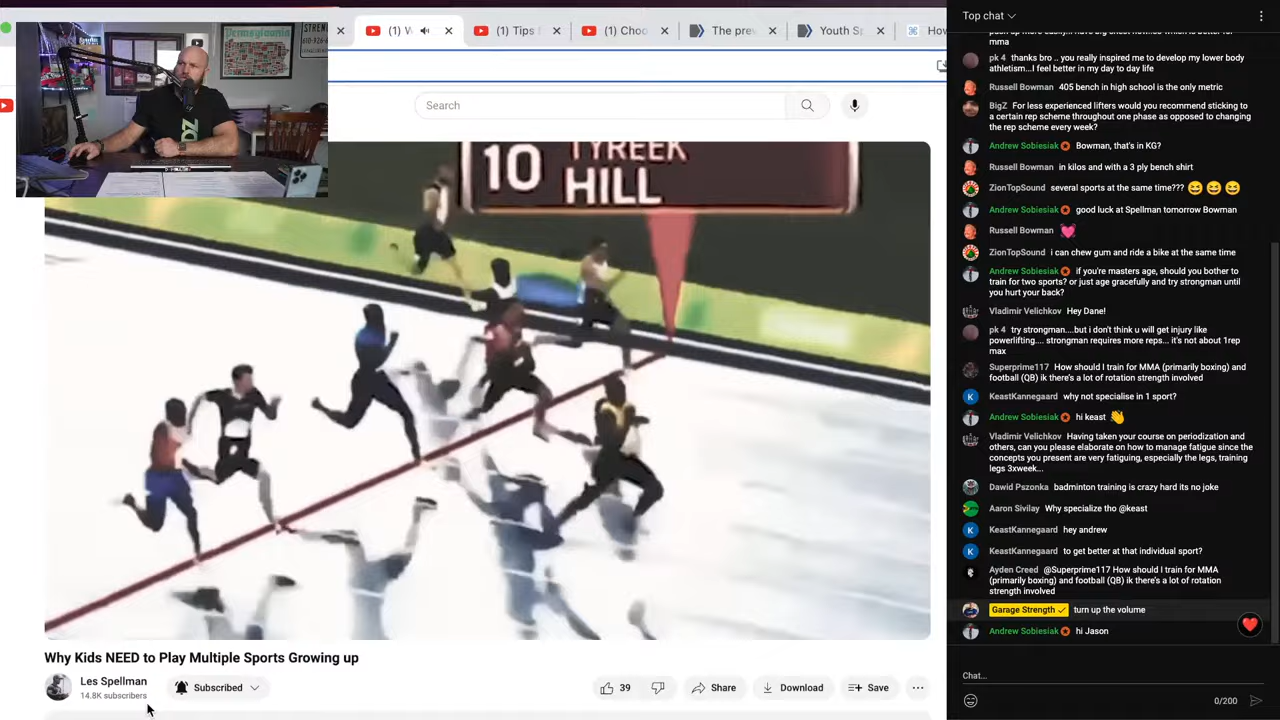 Pennsylvania
(1) W
(1) Tips
(1) Choo
The pre
Youth Sp
How
Search
10
TYREEK
HILL
Why Kids NEED to Play Multiple Sports Growing up
Les Spellman
14.8K subscribers
Subscribed
39
Share
Download
Save
Top chat
mma
pk 4 thanks bro .. you really inspired me to develop my lower body
athletism...I feel better in my day to day life
Russell Bowman 405 bench in high school is the only metric
BigZ For less experienced lifters would you recommend sticking to
a certain rep scheme throughout one phase as opposed to changing
the rep scheme every week?
Andrew Sobiesiak Bowman, that's in KG?
Russell Bowman in kilos and with a 3 ply bench shirt
ZionTopSound several sports at the same time??? 😆 😆 😆
Andrew Sobiesiak good luck at Spellman tomorrow Bowman
Russell Bowman 💓
ZionTopSound i can chew gum and ride a bike at the same time
Andrew Sobiesiak if you're masters age, should you bother to
train for two sports? or just age gracefully and try strongman until
you hurt your back?
Vladimir Velichkov Hey Dane!
pk 4 try strongman....but i don't think u will get injury like
powerlifting.... strongman requires more reps... it's not about 1rep
max
Superprime117 How should I train for MMA (primarily boxing) and
football (QB) ik there's a lot of rotation strength involved
K
KeastKannegaard why not specialise in 1 sport?
Andrew Sobiesiak hi keast 👋
Vladimir Velichkov Having taken your course on periodization and
others, can you please elaborate on how to manage fatigue since the
concepts you present are very fatiguing, especially the legs, training
legs 3xweek...
Dawid Pszonka badminton training is crazy hard its no joke
Aaron Sivilay Why specialize tho @keast
K
KeastKannegaard hey andrew
K
KeastKannegaard to get better at that individual sport?
Ayden Creed @Superprime117 How should I train for MMA
(primarily boxing) and football (QB) ik there's a lot of rotation
strength involved
Garage Strength ✓ turn up the volume
Andrew Sobiesiak hi Jason
Chat...
0/200